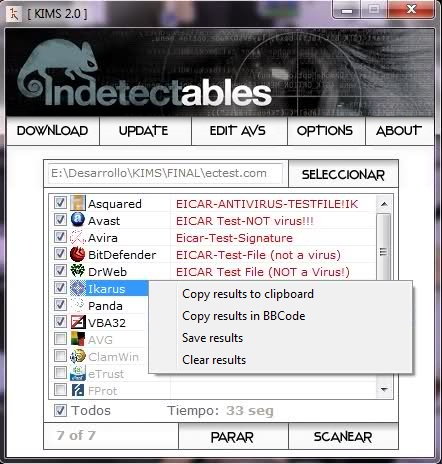 [ KIMS 2.0 ]
Indetectables
DOWNLOAD UPDATE EDIT AVS OPTIONS ABOUT
E:\Desarrollo\KIMS\FINAL\ectest.com SELECCIONAR
Asquared EICAR-ANTIVIRUS-TESTFILE!IK
Avast EICAR Test-NOT virus!!!
Avira Eicar-Test-Signature
BitDefender EICAR-Test-File (not a virus)
DrWeb EICAR Test File (NOT a Virus!)
Ikarus
Copy results to clipboard
Panda
Copy results in BBCode
VBA32
Save results
AVG
ClamWin
Clear results
eTrust
FProt
Todos Tiempo: 33 seg
7 of 7 PARAR SCANEAR